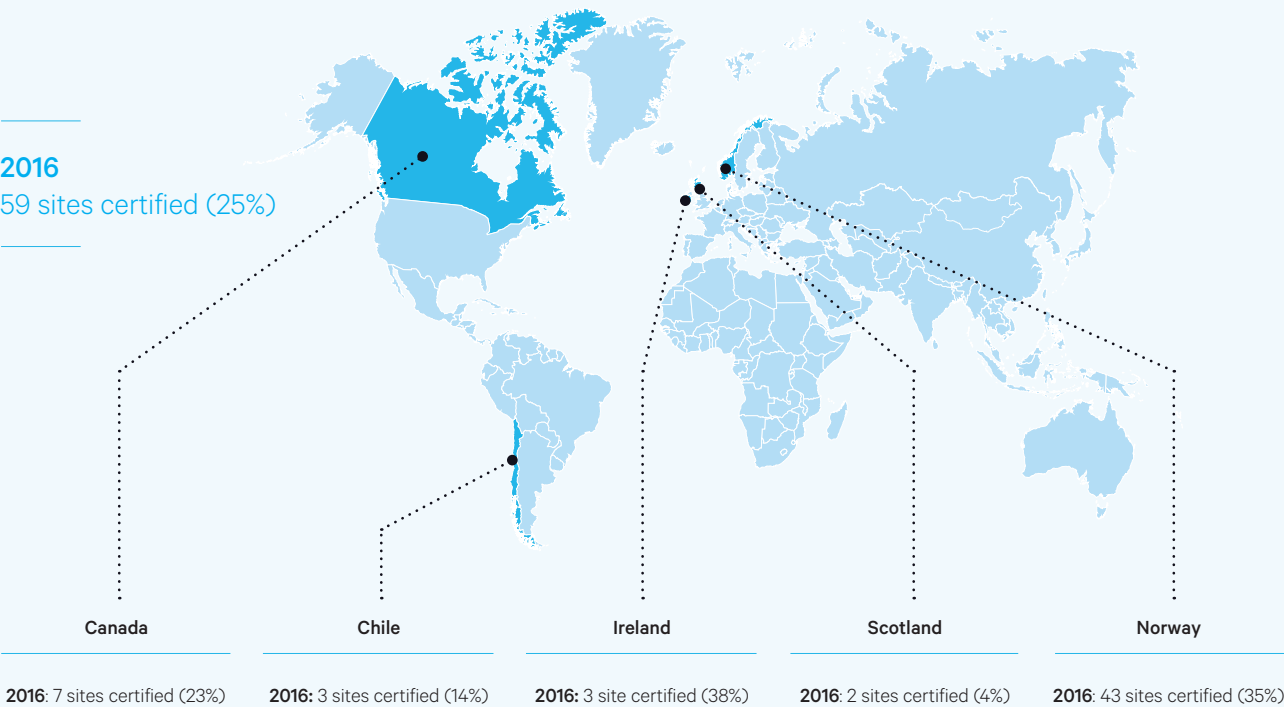 2016
59 sites certified (25%)
Canada
Chile
Ireland
Scotland
Norway
2016: 7 sites certified (23%)
2016: 3 sites certified (14%)
2016: 3 site certified (38%)
2016: 2 sites certified (4%)
2016: 43 sites certified (35%)